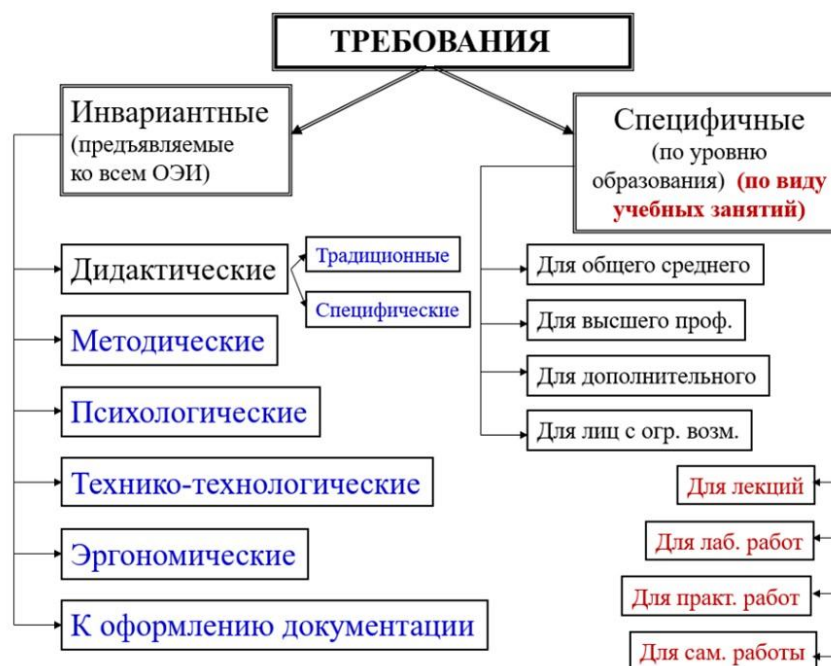 ТРЕБОВАНИЯ
Инвариантные
(предъявляемые
ко всем ОЭИ)
Специфичные
(по уровню
образования) (по виду
учебных занятий)
Дидактические
Традиционные
Специфические
Методические
Психологические
Технико-технологические
Эргономические
К оформлению документации
Для общего среднего
Для высшего проф.
Для дополнительного
Для лиц с огр. возм.
Для лекций
Для лаб. работ
Для практ. работ
Для сам. работы